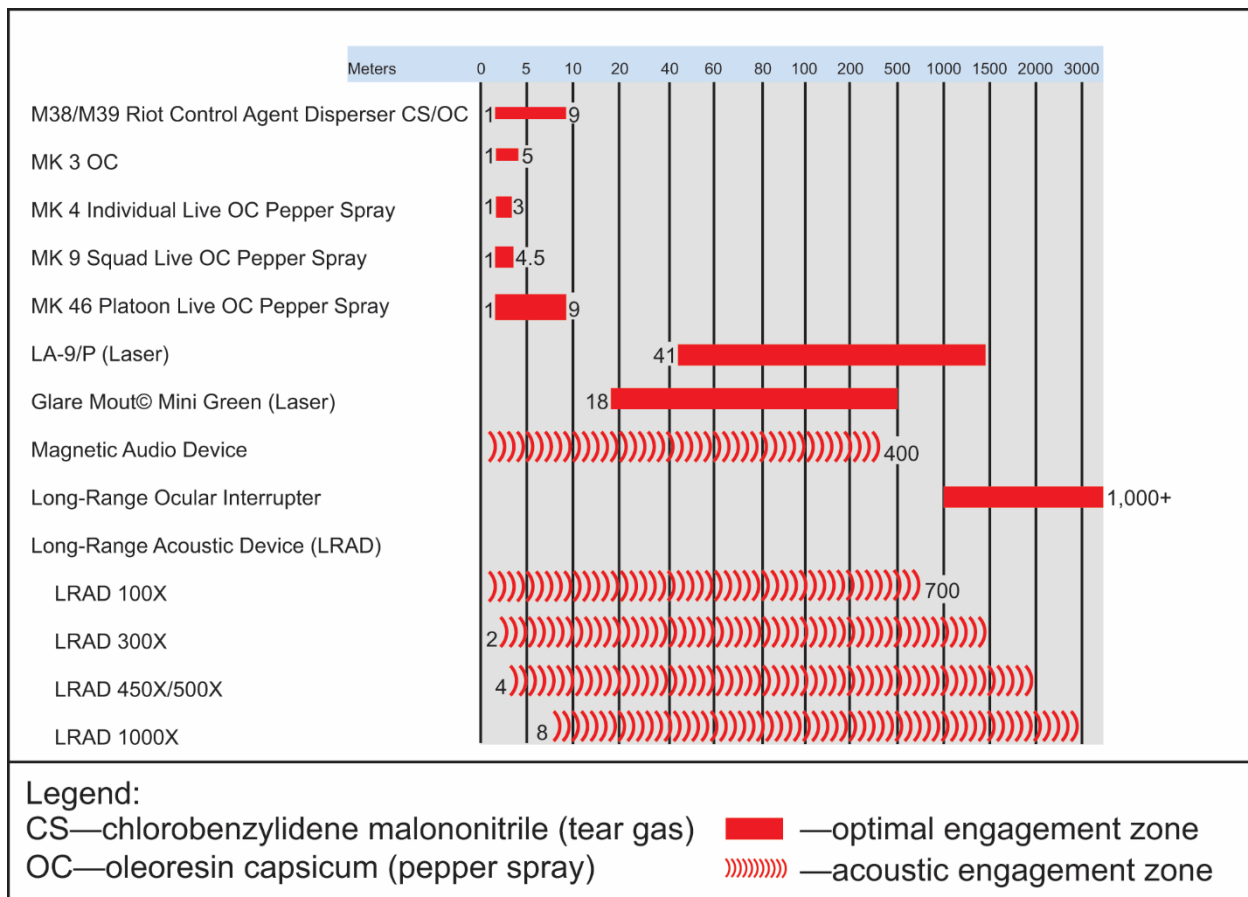 Meters 0 5 10 20 40 60 80 100 200 500 1000 1500 2000 3000
M38/M39 Riot Control Agent Disperser CS/OC 1 9
MK 3 OC 1 5
MK 4 Individual Live OC Pepper Spray 1 3
MK 9 Squad Live OC Pepper Spray 1 4.5
MK 46 Platoon Live OC Pepper Spray 1 9
LA-9/P (Laser) 41
Glare Mout© Mini Green (Laser) 18
Magnetic Audio Device 400
Long-Range Ocular Interrupter 1,000+
Long-Range Acoustic Device (LRAD)
LRAD 100X 700
LRAD 300X 2
LRAD 450X/500X 4
LRAD 1000X 8
Legend:
CS—chlorobenzylidene malononitrile (tear gas) —optimal engagement zone
OC—oleoresin capsicum (pepper spray) —acoustic engagement zone